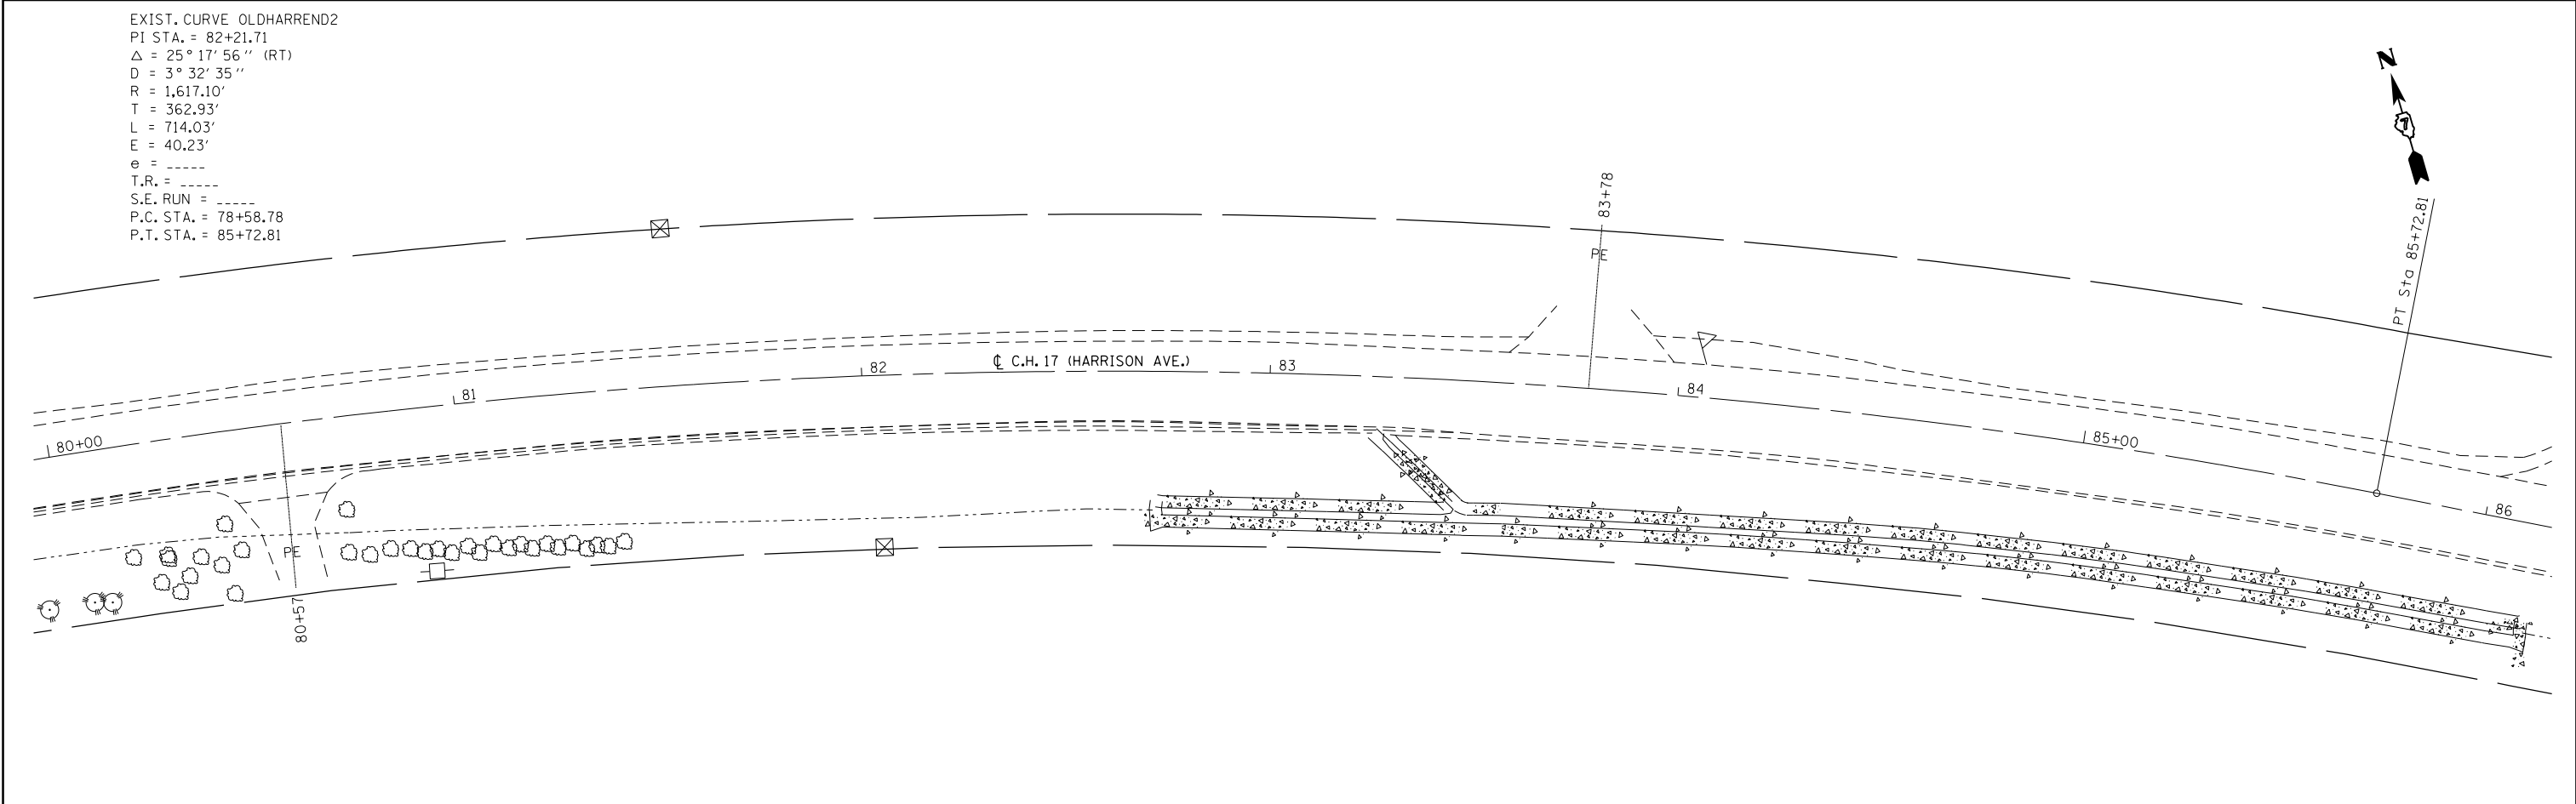 EXIST. CURVE OLDHARREND2
PI STA. = 82+21.71
Δ = 25° 17' 56" (RT)
D = 3° 32' 35"
R = 1,617.10'
T = 362.93'
L = 714.03'
E = 40.23'
e = _____
T.R. = _____
S.E. RUN = _____
P.C. STA. = 78+58.78
P.T. STA. = 85+72.81
N
83+78
PE
PT Sta 85+72.81
℄ C.H. 17 (HARRISON AVE.)
80+00
81
82
83
84
85+00
86
PE
80+57